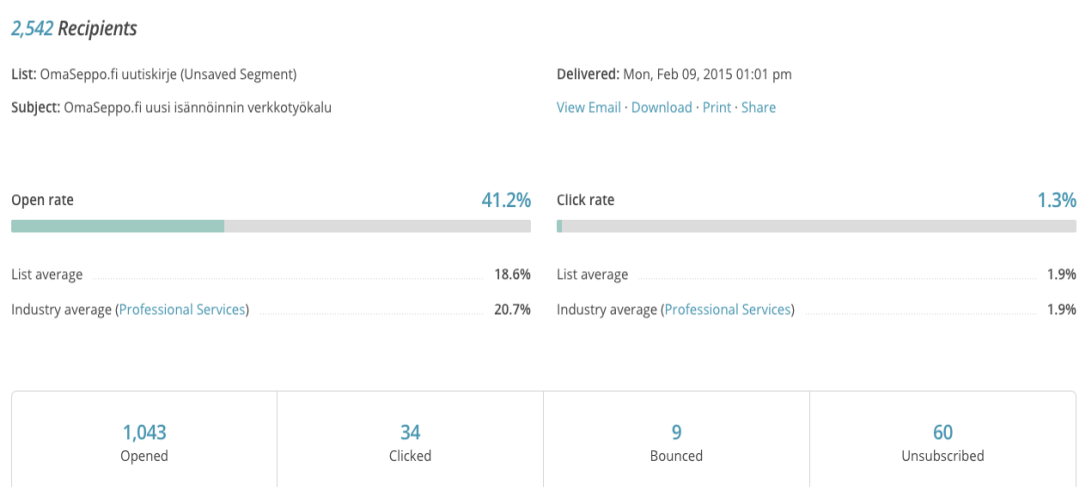 2,542 Recipients
List: OmaSeppo.fi uutiskirje (Unsaved Segment)
Delivered: Mon, Feb 09, 2015 01:01 pm
Subject: OmaSeppo.fi uusi isännöinnin verkkotyökalu
View Email · Download · Print · Share
Open rate 41.2%
Click rate 1.3%
List average 18.6%
List average 1.9%
Industry average (Professional Services) 20.7%
Industry average (Professional Services) 1.9%
1,043
Opened
34
Clicked
9
Bounced
60
Unsubscribed